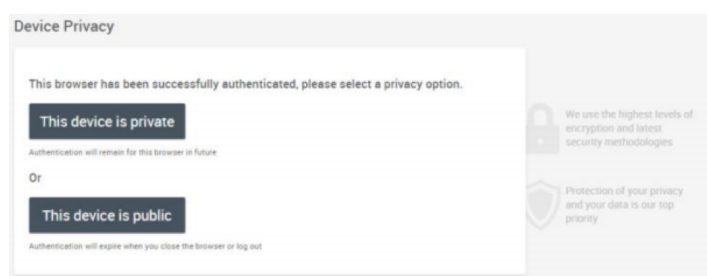 Device Privacy
This browser has been successfully authenticated, please select a privacy option.
This device is private
Authentication will remain for this browser in future
Or
This device is public
Authentication will expire when you close the browser or log out
We use the highest levels of
encryption and latest
security methodologies
Protection of your privacy
and your data is our top
priority